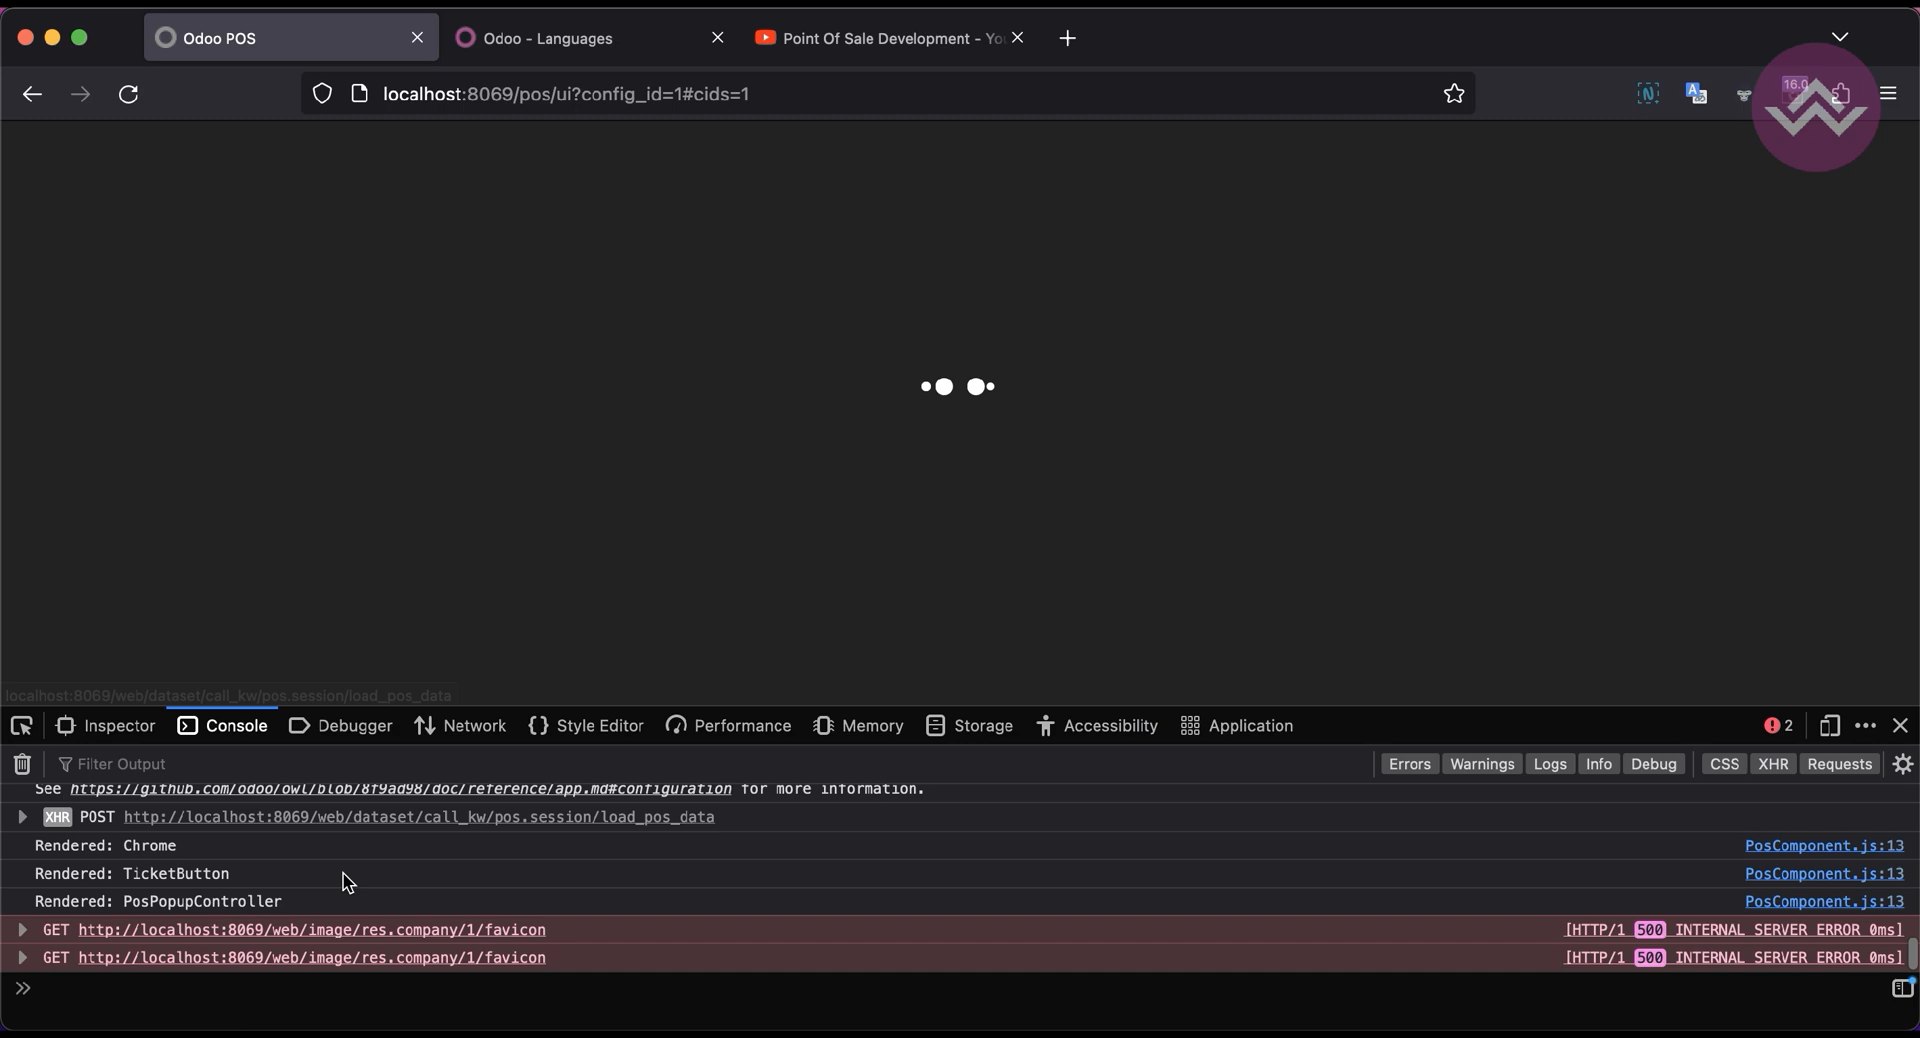 Odoo POS
Odoo - Languages
Point Of Sale Development - You
localhost:8069/pos/ui?config_id=1#cids=1
16.0
localhost:8069/web/dataset/call_kw/pos.session/load_pos_data
Inspector Console Debugger Network Style Editor Performance Memory Storage Accessibility Application 2
Filter Output Errors Warnings Logs Info Debug CSS XHR Requests
See https://github.com/odoo/owl/blob/8f9ad98/doc/reference/app.md#configuration for more information.
XHR POST http://localhost:8069/web/dataset/call_kw/pos.session/load_pos_data
Rendered: Chrome PosComponent.js:13
Rendered: TicketButton PosComponent.js:13
Rendered: PosPopupController PosComponent.js:13
GET http://localhost:8069/web/image/res.company/1/favicon [HTTP/1 500 INTERNAL SERVER ERROR 0ms]
GET http://localhost:8069/web/image/res.company/1/favicon [HTTP/1 500 INTERNAL SERVER ERROR 0ms]